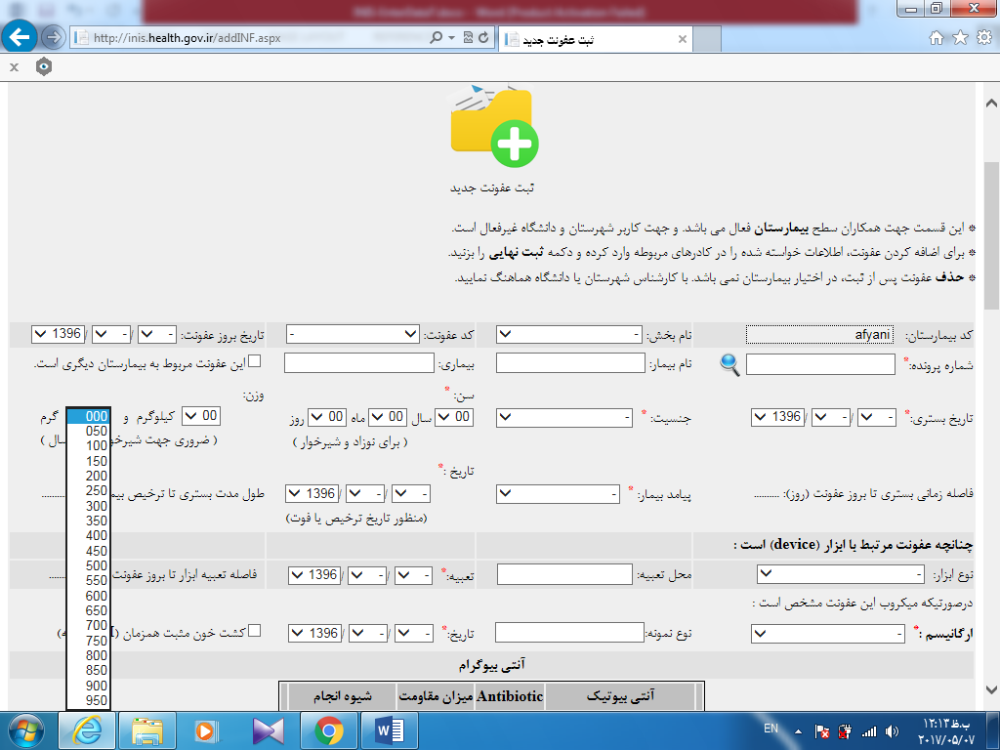 INIS-ErrorData7.docx - Word (Product Activation Failed)
http://inis.health.gov.ir/addINF.aspx
ثبت عفونت جدید
ثبت عفونت جدید
* این قسمت جهت همکاران سطح بیمارستان فعال می باشد. و جهت کاربر شهرستان و دانشگاه غیرفعال است.
* برای اضافه کردن عفونت، اطلاعات خواسته شده را در کادرهای مربوطه وارد کرده و دکمه ثبت نهایی را بزنید.
* حذف عفونت پس از ثبت، در اختیار بیمارستان نمی باشد. با کارشناس شهرستان یا دانشگاه هماهنگ نمایید.
کد بیمارستان: afyani نام بخش: - کد عفونت: - تاریخ بروز عفونت: - / - / 1396
شماره پرونده:* نام بیمار: بیماری: این عفونت مربوط به بیمارستان دیگری است.
سن: * وزن:
تاریخ بستری:* - / - / 1396 جنسیت: * - 00 سال 00 ماه 00 روز 00 کیلوگرم و 000 گرم
( برای نوزاد و شیرخوار ) ( ضروری جهت سال )
تاریخ :*
فاصله زمانی بستری تا بروز عفونت (روز): .......... پیامد بیمار: * - - / - / 1396 طول مدت بستری تا ترخیص
(منظور تاریخ ترخیص یا فوت)
چنانچه عفونت مرتبط با ابزار (device) است :
نوع ابزار: - محل تعبیه: تعبیه:* - / - / 1396 فاصله تعبیه ابزار تا بروز عفونت
درصورتیکه میکروب این عفونت مشخص است :
ارگانیسم :* - نوع نمونه: تاریخ:* - / - / 1396 کشت خون مثبت همزمان
آنتی بیوگرام
آنتی بیوتیک Antibiotic میزان مقاومت شیوه انجام
000
050
100
150
200
250
300
350
400
450
500
550
600
650
700
750
800
850
900
950
EN
ب.ظ ۱۲:۱۳
۲۰۱۷/۰۵/۰۷